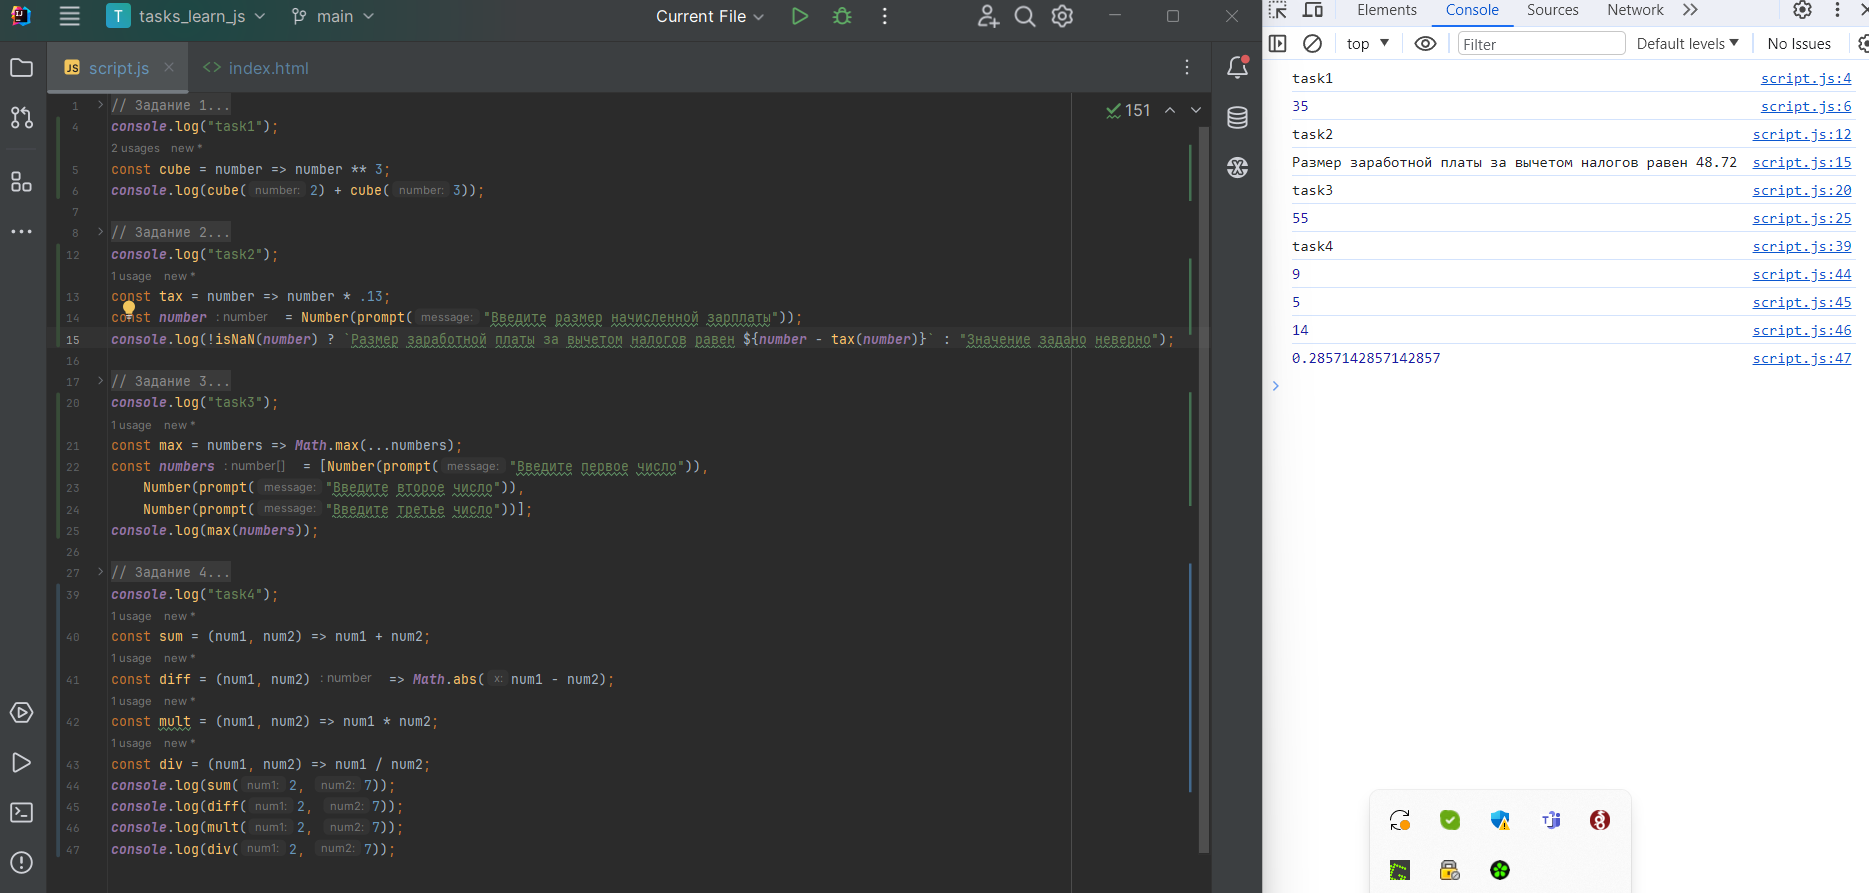 T tasks_learn_js main Current File
script.js index.html
151
1 // Задание 1...
4 console.log("task1");
2 usages new *
5 const cube = number => number ** 3;
6 console.log(cube( number: 2) + cube( number: 3));
7
8 // Задание 2...
12 console.log("task2");
1 usage new *
13 const tax = number => number * .13;
14 const number : number = Number(prompt( message: "Введите размер начисленной зарплаты"));
15 console.log(!isNaN(number) ? `Размер заработной платы за вычетом налогов равен ${number - tax(number)}` : "Значение задано неверно");
16
17 // Задание 3...
20 console.log("task3");
1 usage new *
21 const max = numbers => Math.max(...numbers);
22 const numbers : number[] = [Number(prompt( message: "Введите первое число")),
23 Number(prompt( message: "Введите второе число")),
24 Number(prompt( message: "Введите третье число"))];
25 console.log(max(numbers));
26
27 // Задание 4...
39 console.log("task4");
1 usage new *
40 const sum = (num1, num2) => num1 + num2;
1 usage new *
41 const diff = (num1, num2) : number => Math.abs( x: num1 - num2);
1 usage new *
42 const mult = (num1, num2) => num1 * num2;
1 usage new *
43 const div = (num1, num2) => num1 / num2;
44 console.log(sum( num1: 2, num2: 7));
45 console.log(diff( num1: 2, num2: 7));
46 console.log(mult( num1: 2, num2: 7));
47 console.log(div( num1: 2, num2: 7));
Elements Console Sources Network
top Filter Default levels No Issues
task1 script.js:4
35 script.js:6
task2 script.js:12
Размер заработной платы за вычетом налогов равен 48.72 script.js:15
task3 script.js:20
55 script.js:25
task4 script.js:39
9 script.js:44
5 script.js:45
14 script.js:46
0.2857142857142857 script.js:47